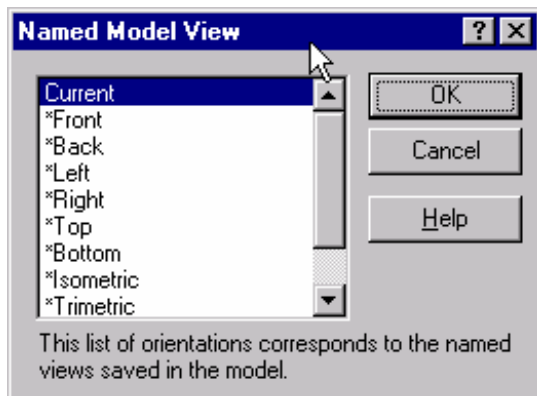 Named Model View
? X
Current
*Front
*Back
*Left
*Right
*Top
*Bottom
*Isometric
*Trimetric
OK
Cancel
Help
This list of orientations corresponds to the named
views saved in the model.